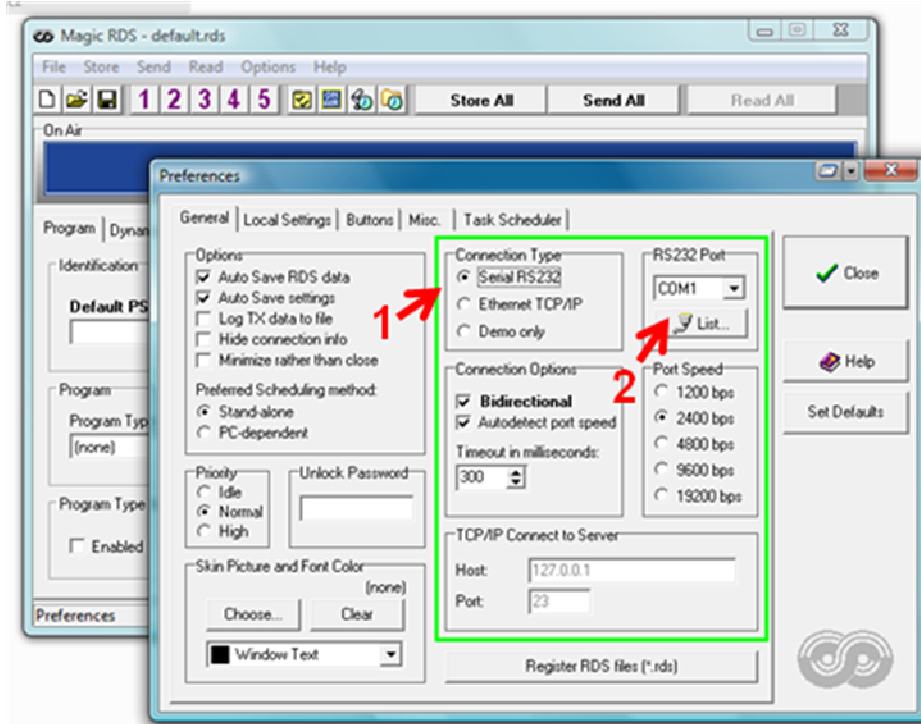 Magic RDS - default.rds
File Store Send Read Options Help
1 2 3 4 5 Store All Send All Read All
On Air
Preferences
Program Dynan
Identification
Default PS
Program
Program Typ
(none)
Program Type
Enabled
Preferences
General Local Settings Buttons Misc. Task Scheduler
Options
Auto Save RDS data
Auto Save settings
Log TX data to file
Hide connection info
Minimize rather than close
Preferred Scheduling method:
Stand-alone
PC-dependent
Priority
Idle
Normal
High
Unlock Password
Skin Picture and Font Color
(none)
Choose... Clear
Window Text
Connection Type
Serial RS232
Ethernet TCP/IP
Demo only
1
RS232 Port
COM1
List...
2
Connection Options
Bidirectional
Autodetect port speed
Timeout in milliseconds:
300
Port Speed
1200 bps
2400 bps
4800 bps
9600 bps
19200 bps
TCP/IP Connect to Server
Host: 127.0.0.1
Port: 23
Register RDS files (*.rds)
Close
Help
Set Defaults